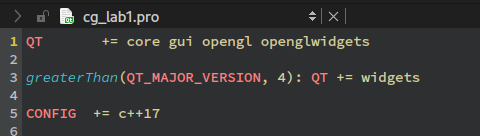 cg_lab1.pro
1 QT       += core gui opengl openglwidgets
2
3 greaterThan(QT_MAJOR_VERSION, 4): QT += widgets
4
5 CONFIG  += c++17
6